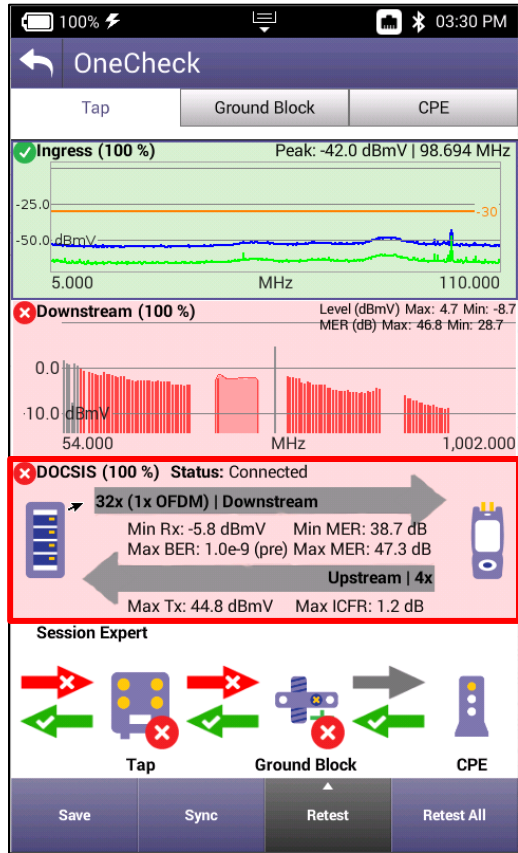 100% 03:30 PM
OneCheck
Tap Ground Block CPE
Ingress (100 %) Peak: -42.0 dBmV | 98.694 MHz
-25.0
-30
-50.0 dBmV
5.000 MHz 110.000
Downstream (100 %) Level (dBmV) Max: 4.7 Min: -8.7
MER (dB) Max: 46.8 Min: 28.7
0.0
-10.0 dBmV
54.000 MHz 1,002.000
DOCSIS (100 %) Status: Connected
32x (1x OFDM) | Downstream
Min Rx: -5.8 dBmV Min MER: 38.7 dB
Max BER: 1.0e-9 (pre) Max MER: 47.3 dB
Upstream | 4x
Max Tx: 44.8 dBmV Max ICFR: 1.2 dB
Session Expert
Tap Ground Block CPE
Save Sync Retest Retest All